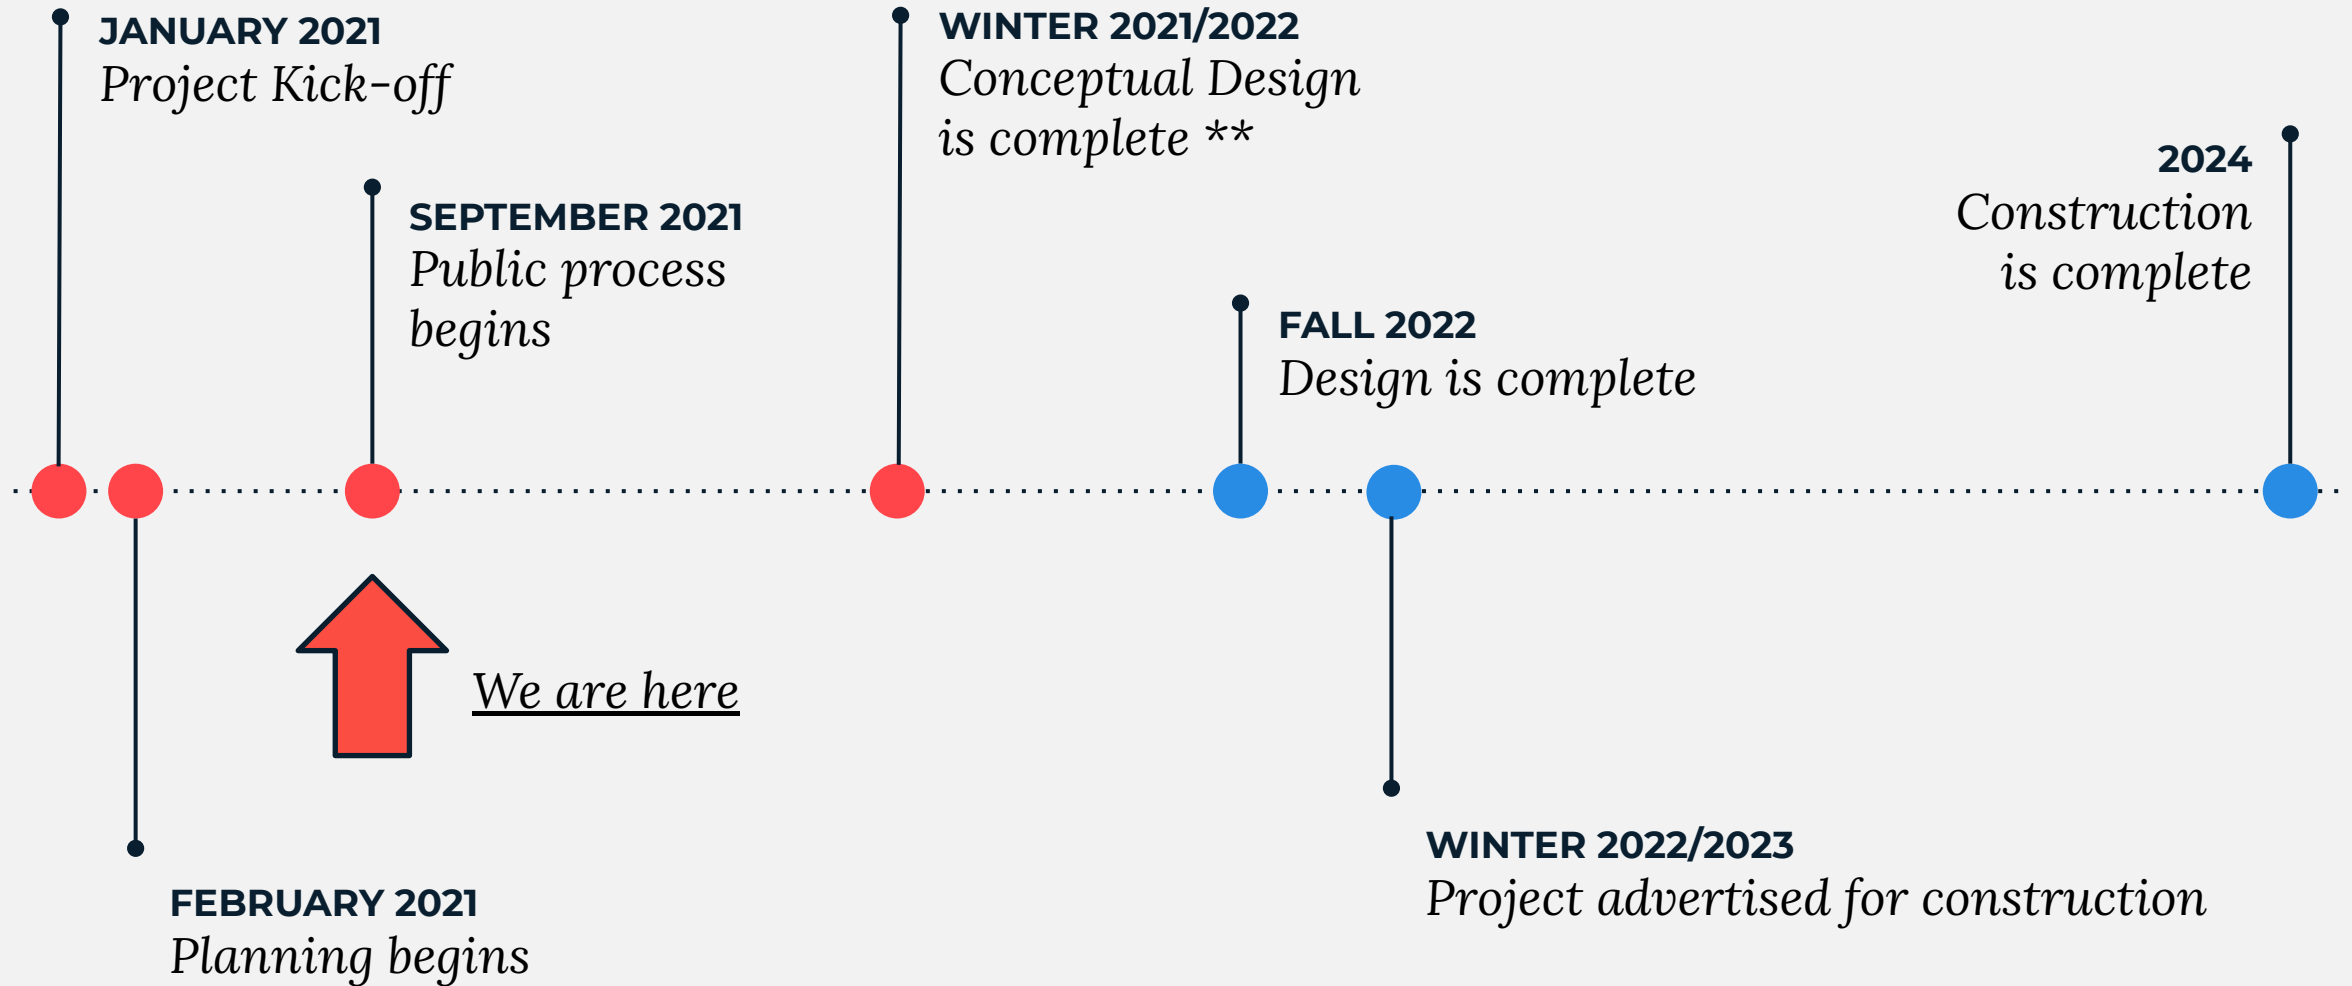 JANUARY 2021
Project Kick-off
SEPTEMBER 2021
Public process
begins
WINTER 2021/2022
Conceptual Design
is complete **
FALL 2022
Design is complete
2024
Construction
is complete
We are here
FEBRUARY 2021
Planning begins
WINTER 2022/2023
Project advertised for construction